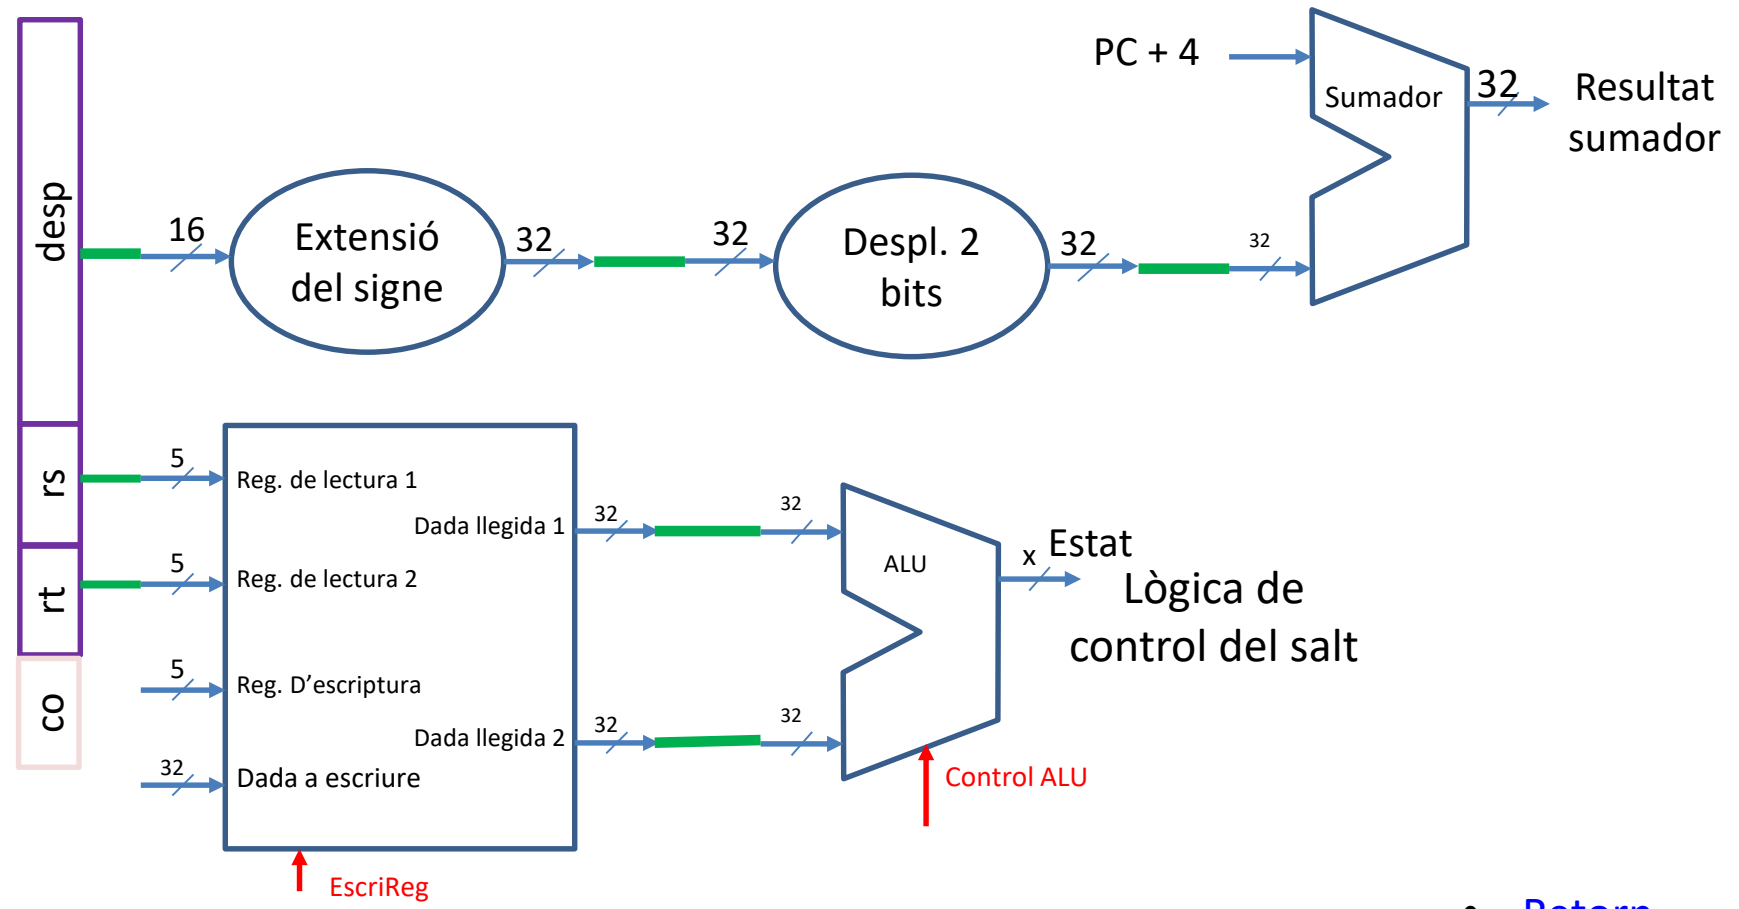 PC + 4
Sumador
32
Resultat
sumador
desp
16
Extensió
del signe
32
32
Despl. 2
bits
32
32
rs
5
Reg. de lectura 1
Dada llegida 1
32
32
ALU
x
Estat
Lògica de
control del salt
rt
5
Reg. de lectura 2
5
Reg. D'escriptura
co
Dada llegida 2
32
32
32
Dada a escriure
Control ALU
EscriReg